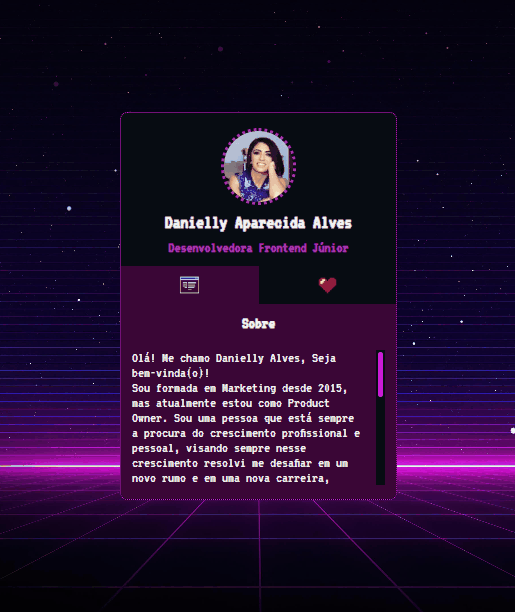 Danielly Aparecida Alves
Desenvolvedora Frontend Júnior
Sobre
Olá! Me chamo Danielly Alves, Seja
bem-vinda{o}!
Sou formada em Marketing desde 2015,
mas atualmente estou como Product
Owner. Sou uma pessoa que está sempre
a procura do crescimento profissional e
pessoal, visando sempre nesse
crescimento resolvi me desafiar em um
novo rumo e em uma nova carreira,